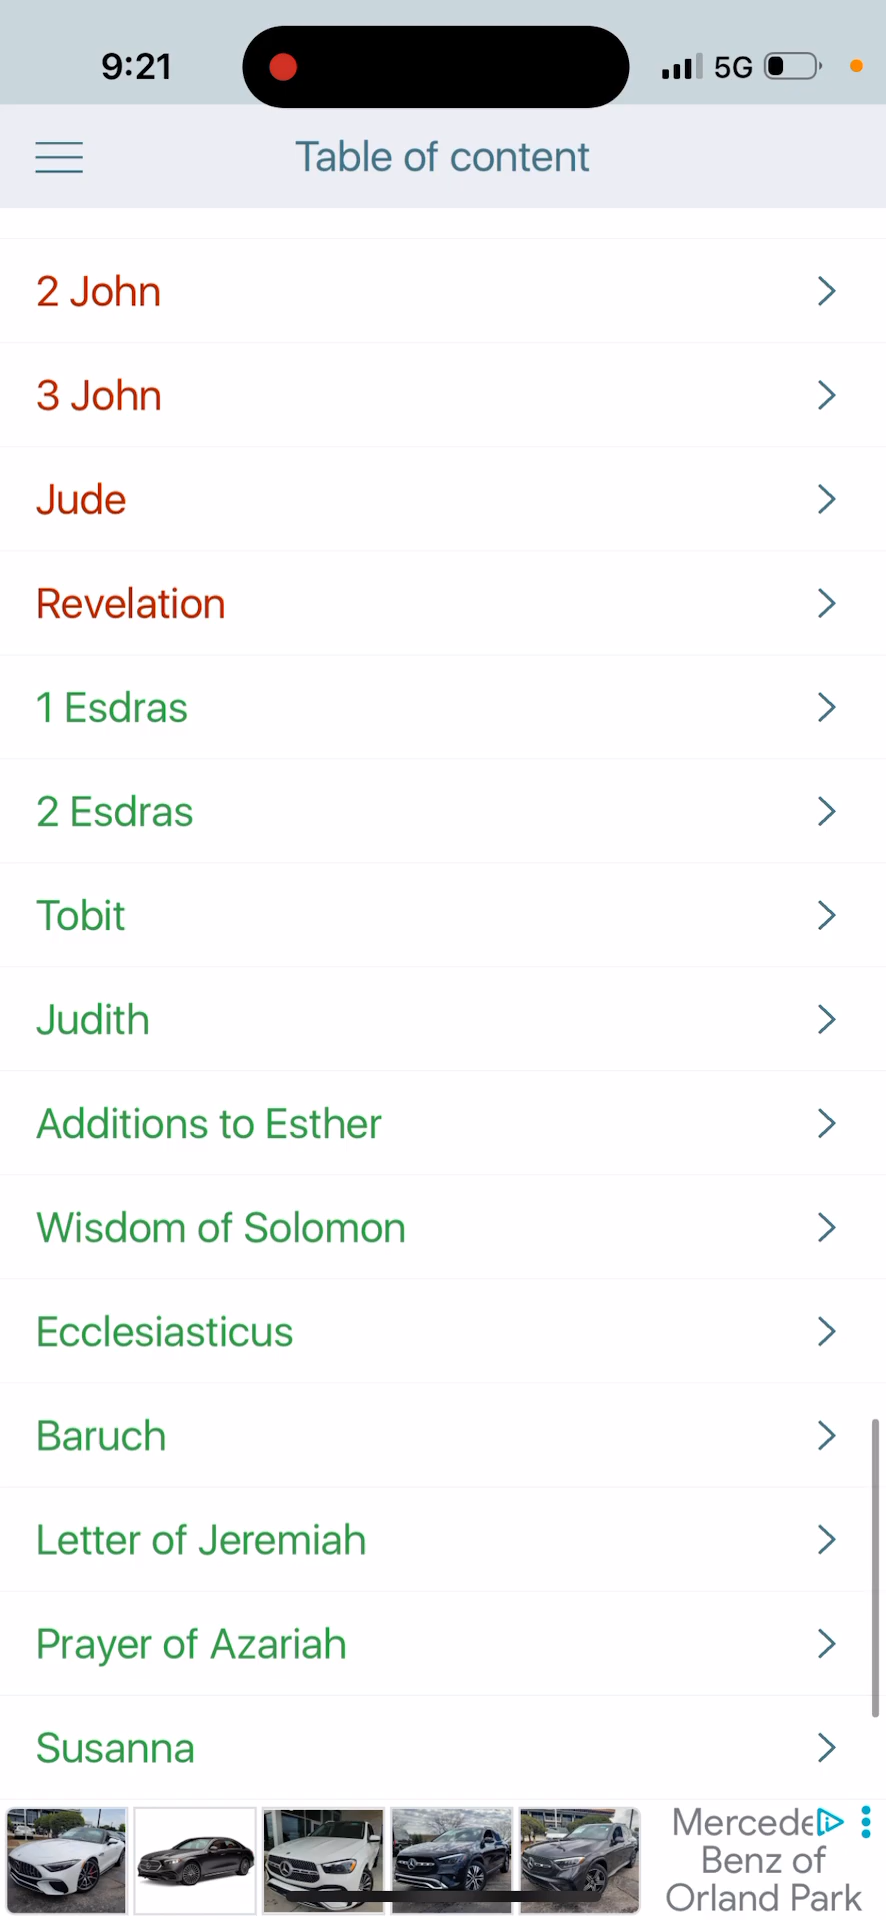 9:21
5G
Table of content
2 John
3 John
Jude
Revelation
1 Esdras
2 Esdras
Tobit
Judith
Additions to Esther
Wisdom of Solomon
Ecclesiasticus
Baruch
Letter of Jeremiah
Prayer of Azariah
Susanna
Mercede
Benz of
Orland Park